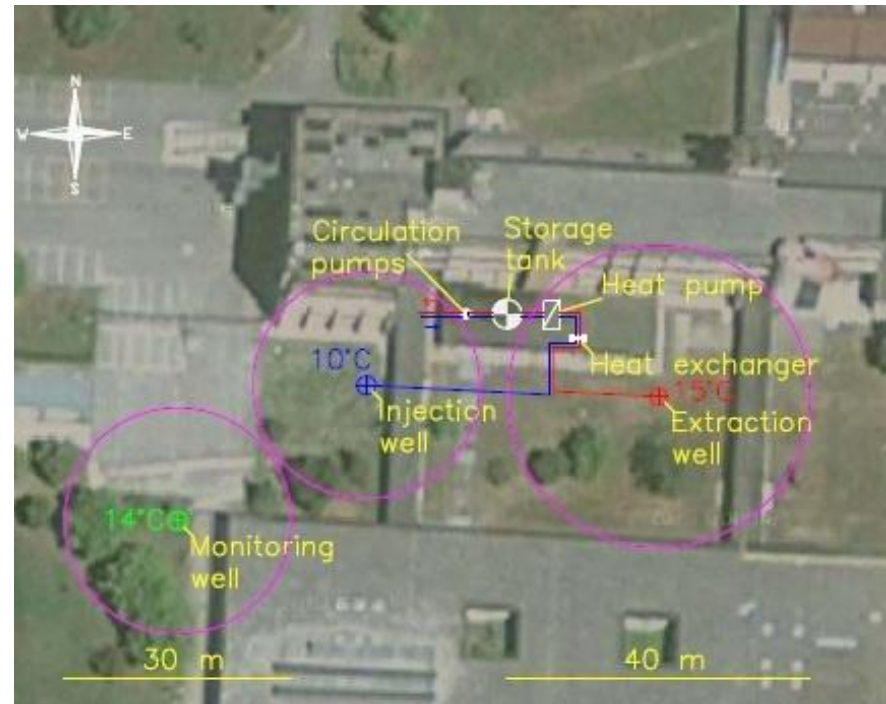 N
W E
S
Circulation
pumps
Storage
tank
Heat pump
10°C
Heat exchanger
15°C
Injection
well
Extraction
well
14°C
Monitoring
well
30 m
40 m